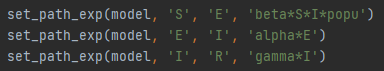 set_path_exp(model, 'S', 'E', 'beta*S*I*popu')
set_path_exp(model, 'E', 'I', 'alpha*E')
set_path_exp(model, 'I', 'R', 'gamma*I')